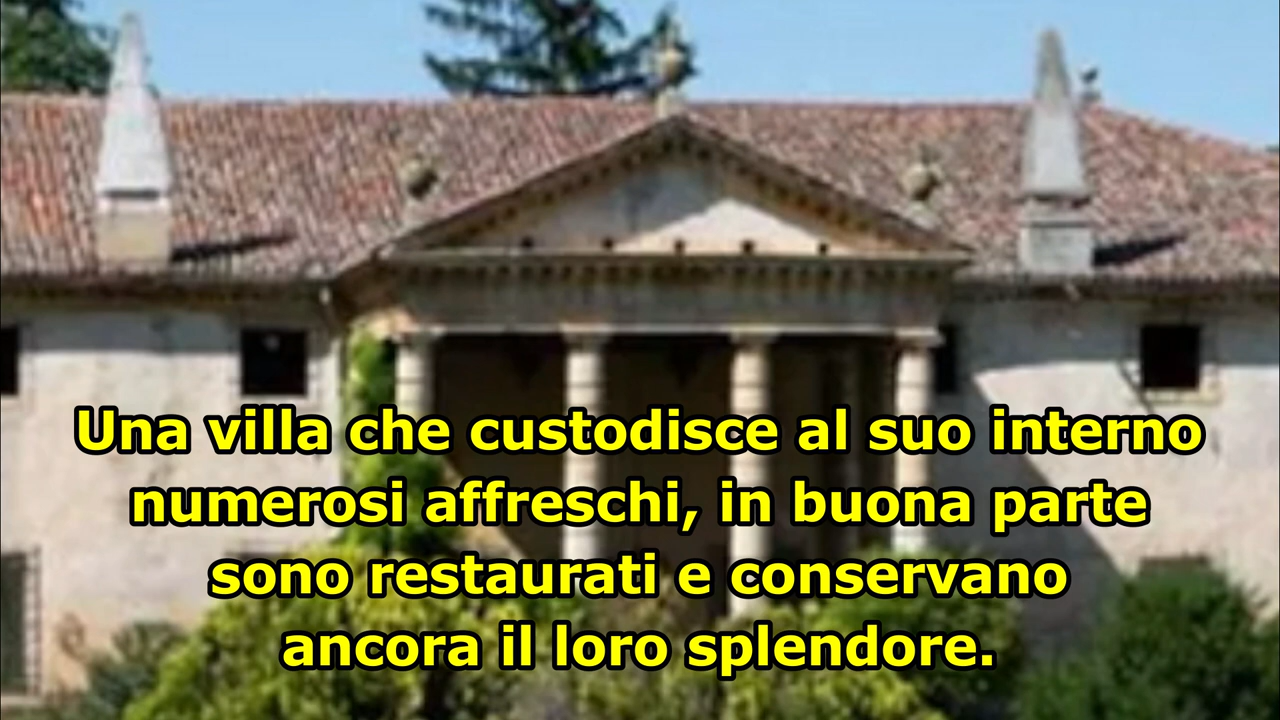 Una villa che custodisce al suo interno
numerosi affreschi, in buona parte
sono restaurati e conservano
ancora il loro splendore.